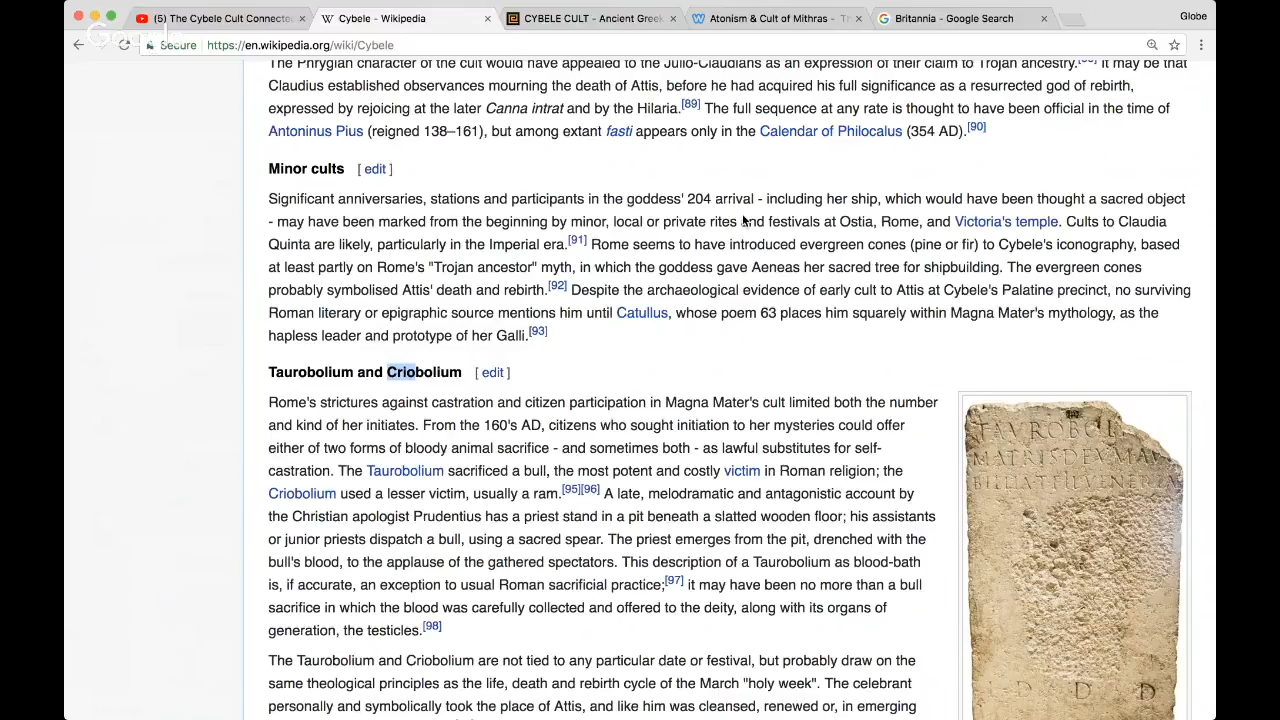 (5) The Cybele Cult Connecto
Cybele - Wikipedia
CYBELE CULT - Ancient Greek
Atonism & Cult of Mithras - Th
Britannia - Google Search
Globe
Secure
https://en.wikipedia.org/wiki/Cybele
The Phrygian character of the cult would have appealed to the Julio-Claudians as an expression of their claim to Trojan ancestry. It may be that
Claudius established observances mourning the death of Attis, before he had acquired his full significance as a resurrected god of rebirth,
expressed by rejoicing at the later Canna intrat and by the Hilaria.[89] The full sequence at any rate is thought to have been official in the time of
Antoninus Pius (reigned 138–161), but among extant fasti appears only in the Calendar of Philocalus (354 AD).[90]
Minor cults [ edit ]
Significant anniversaries, stations and participants in the goddess' 204 arrival - including her ship, which would have been thought a sacred object
- may have been marked from the beginning by minor, local or private rites and festivals at Ostia, Rome, and Victoria's temple. Cults to Claudia
Quinta are likely, particularly in the Imperial era.[91] Rome seems to have introduced evergreen cones (pine or fir) to Cybele's iconography, based
at least partly on Rome's "Trojan ancestor" myth, in which the goddess gave Aeneas her sacred tree for shipbuilding. The evergreen cones
probably symbolised Attis' death and rebirth.[92] Despite the archaeological evidence of early cult to Attis at Cybele's Palatine precinct, no surviving
Roman literary or epigraphic source mentions him until Catullus, whose poem 63 places him squarely within Magna Mater's mythology, as the
hapless leader and prototype of her Galli.[93]
Taurobolium and Criobolium [ edit ]
Rome's strictures against castration and citizen participation in Magna Mater's cult limited both the number
and kind of her initiates. From the 160's AD, citizens who sought initiation to her mysteries could offer
either of two forms of bloody animal sacrifice - and sometimes both - as lawful substitutes for self-
castration. The Taurobolium sacrificed a bull, the most potent and costly victim in Roman religion; the
Criobolium used a lesser victim, usually a ram.[95][96] A late, melodramatic and antagonistic account by
the Christian apologist Prudentius has a priest stand in a pit beneath a slatted wooden floor; his assistants
or junior priests dispatch a bull, using a sacred spear. The priest emerges from the pit, drenched with the
bull's blood, to the applause of the gathered spectators. This description of a Taurobolium as blood-bath
is, if accurate, an exception to usual Roman sacrificial practice;[97] it may have been no more than a bull
sacrifice in which the blood was carefully collected and offered to the deity, along with its organs of
generation, the testicles.[98]
The Taurobolium and Criobolium are not tied to any particular date or festival, but probably draw on the
same theological principles as the life, death and rebirth cycle of the March "holy week". The celebrant
personally and symbolically took the place of Attis, and like him was cleansed, renewed or, in emerging